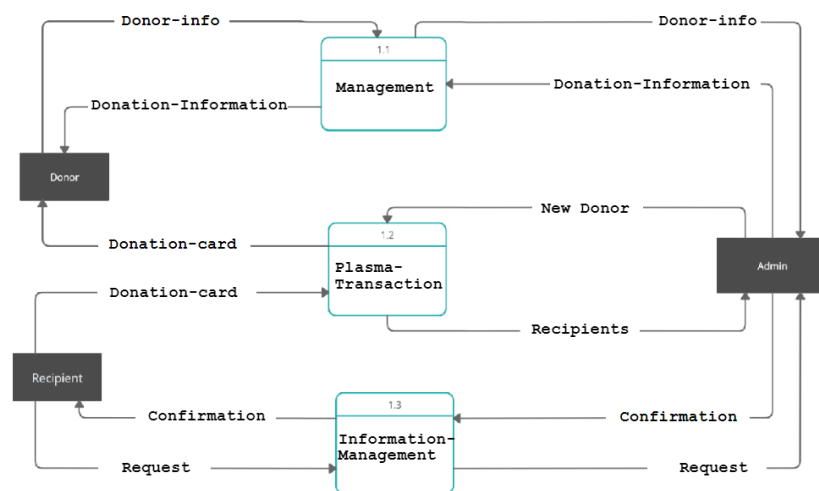 Donor-info
Donor-info
1.1
Management
Donation-Information
Donation-Information
Donor
New Donor
1.2
Donation-card
Plasma-
Transaction
Admin
Donation-card
Recipients
Recipient
1.3
Confirmation
Confirmation
Information-
Management
Request
Request